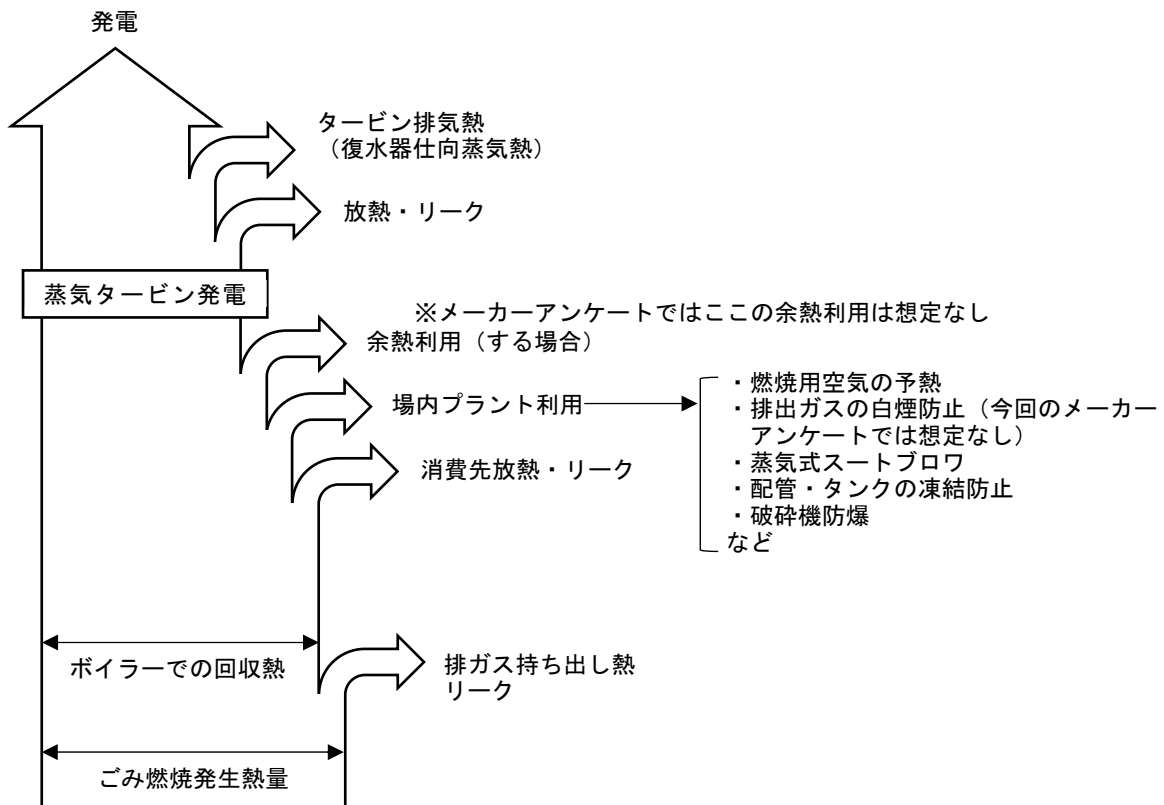 発電
タービン排気熱
（復水器仕向蒸気熱）
放熱・リーク
蒸気タービン発電
※メーカーアンケートではここの余熱利用は想定なし
余熱利用（する場合）
場内プラント利用
・燃焼用空気の予熱
・排出ガスの白煙防止（今回のメーカー
アンケートでは想定なし）
・蒸気式スートブロワ
・配管・タンクの凍結防止
・破砕機防爆
など
消費先放熱・リーク
ボイラーでの回収熱
排ガス持ち出し熱
リーク
ごみ燃焼発生熱量